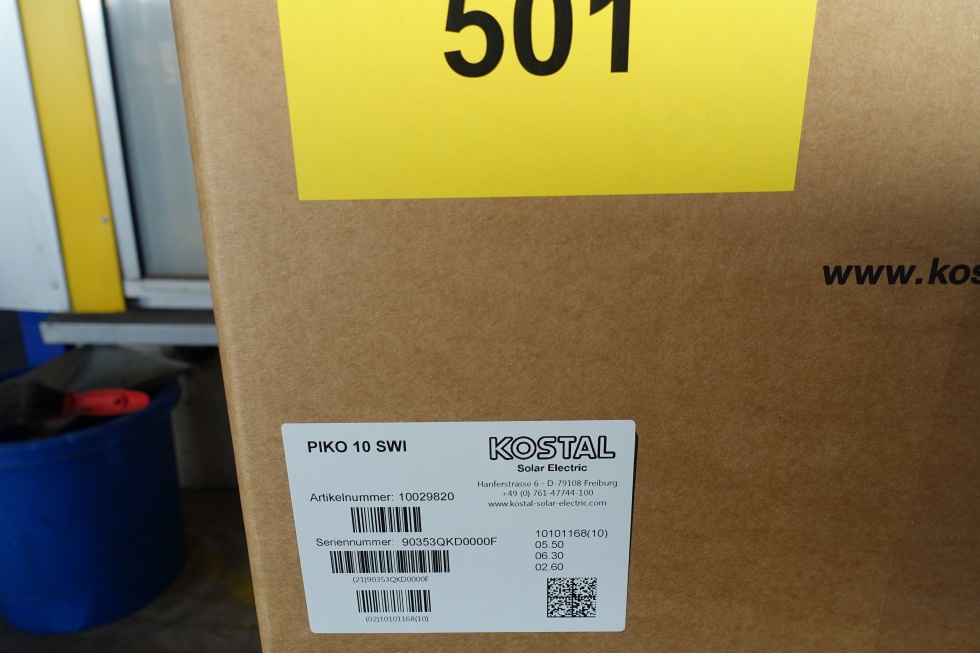 501
www.kos
PIKO 10 SWI
KOSTAL
Solar Electric
Hanferstrasse 6 - D-79108 Freiburg
+49 (0) 761-47744-100
www.kostal-solar-electric.com
Artikelnummer: 10029820
Seriennummer: 90353QKD0000F
(21)90353QKD0000F
(02)10101168(10)
10101168(10)
05.50
06.30
02.60